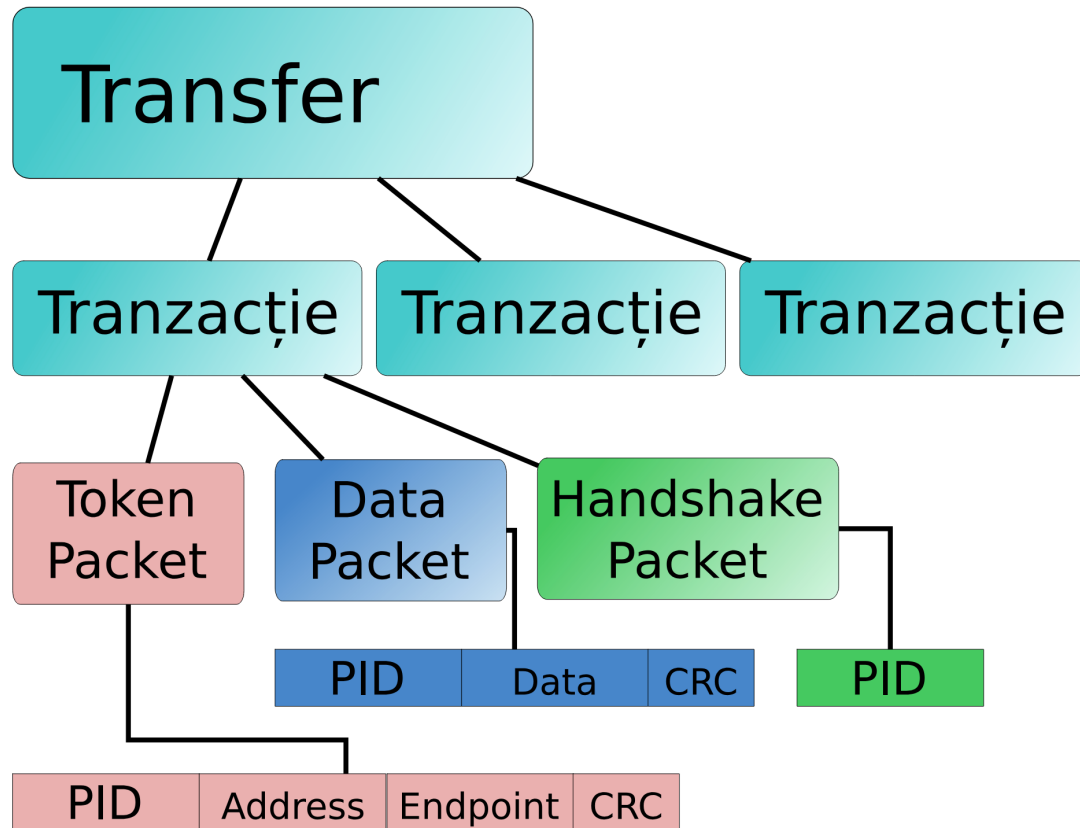 Transfer
Tranzacție
Tranzacție
Tranzacție
Token
Packet
Data
Packet
Handshake
Packet
PID
Data
CRC
PID
PID
Address
Endpoint
CRC